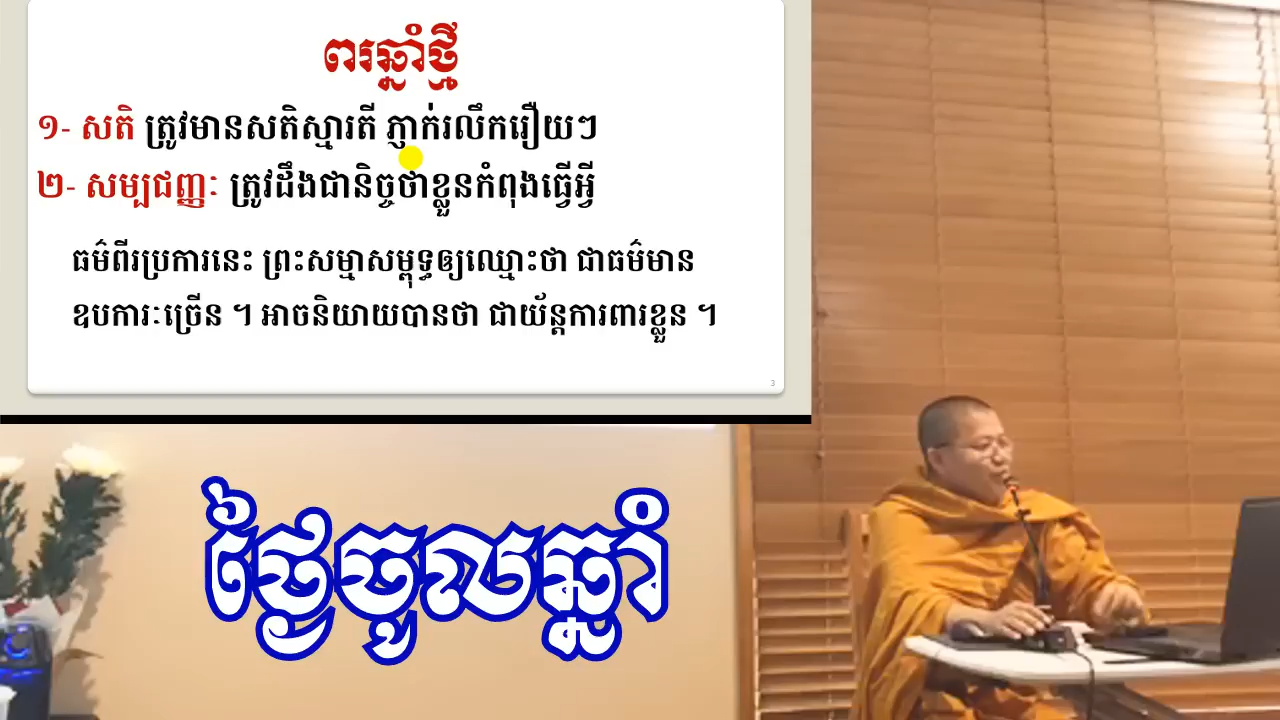 ពរឆ្នាំថ្មី
១- សតិ ត្រូវមានសតិស្មារតី ភ្ញាក់រលឹករឿយៗ
២- សម្បជញ្ញៈ ត្រូវដឹងជានិច្ចថាខ្លួនកំពុងធ្វើអ្វី
ធម៌ពីរប្រការនេះ ព្រះសម្មាសម្ពុទ្ធឲ្យឈ្មោះថា ជាធម៌មាន
ឧបការៈច្រើន ។ អាចនិយាយបានថា ជាយ័ន្តការពារខ្លួន ។
3
ថ្ងៃចូលឆ្នាំ